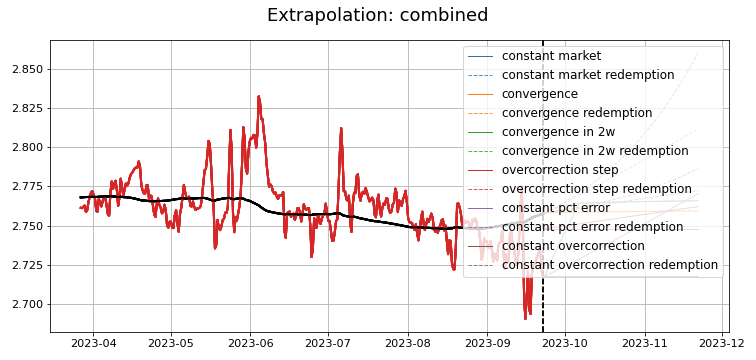 Extrapolation: combined
2.850
2.825
2.800
2.775
2.750
2.725
2.700
constant market
constant market redemption
convergence
convergence redemption
convergence in 2w
convergence in 2w redemption
overcorrection step
overcorrection step redemption
constant pct error
constant pct error redemption
constant overcorrection
constant overcorrection redemption
2023-04 2023-05 2023-06 2023-07 2023-08 2023-09 2023-10 2023-11 2023-12